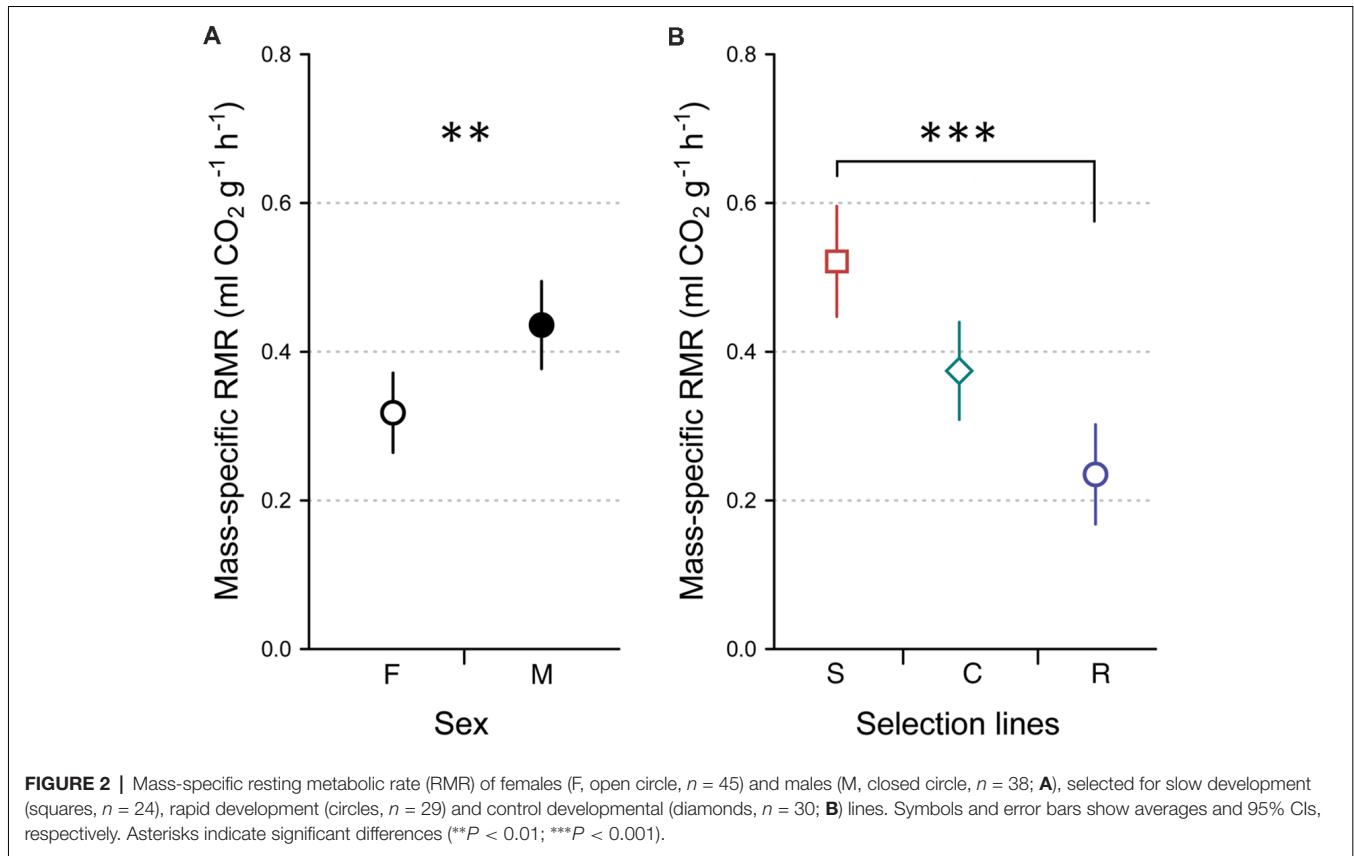 A
0.8
0.6
0.4
0.2
0.0
Mass-specific RMR (ml CO₂ g⁻¹ h⁻¹)
**
F
M
Sex
B
0.8
0.6
0.4
0.2
0.0
Mass-specific RMR (ml CO₂ g⁻¹ h⁻¹)
***
S
C
R
Selection lines
FIGURE 2 | Mass-specific resting metabolic rate (RMR) of females (F, open circle, n = 45) and males (M, closed circle, n = 38; A), selected for slow development
(squares, n = 24), rapid development (circles, n = 29) and control developmental (diamonds, n = 30; B) lines. Symbols and error bars show averages and 95% CIs,
respectively. Asterisks indicate significant differences (**P < 0.01; ***P < 0.001).